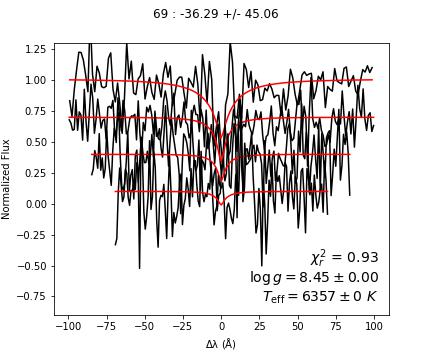 69 : -36.29 +/- 45.06
Normalized Flux
1.25
1.00
0.75
0.50
0.25
0.00
−0.25
−0.50
−0.75
χ²ᵣ = 0.93
log g = 8.45 ± 0.00
T_eff = 6357 ± 0 K
−100 −75 −50 −25 0 25 50 75 100
Δλ (Å)